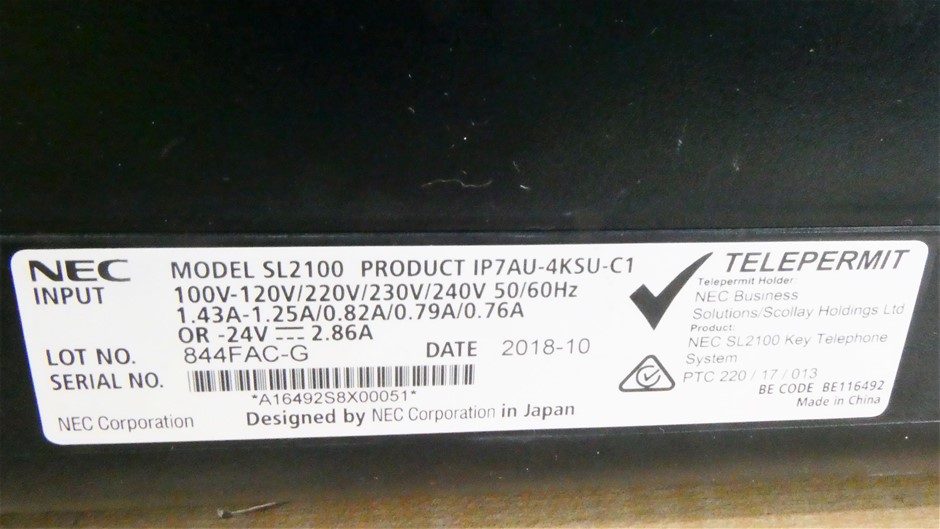 NEC MODEL SL2100 PRODUCT IP7AU-4KSU-C1
INPUT 100V-120V/220V/230V/240V 50/60Hz
1.43A-1.25A/0.82A/0.79A/0.76A
OR -24V ⎓ 2.86A
LOT NO. 844FAC-G DATE 2018-10
SERIAL NO.
*A16492S8X00051*
NEC Corporation Designed by NEC Corporation in Japan
TELEPERMIT
Telepermit Holder
NEC Business
Solutions/Scollay Holdings Ltd
Product:
NEC SL2100 Key Telephone
System
PTC 220 / 17 / 013
BE CODE BE116492
Made in China